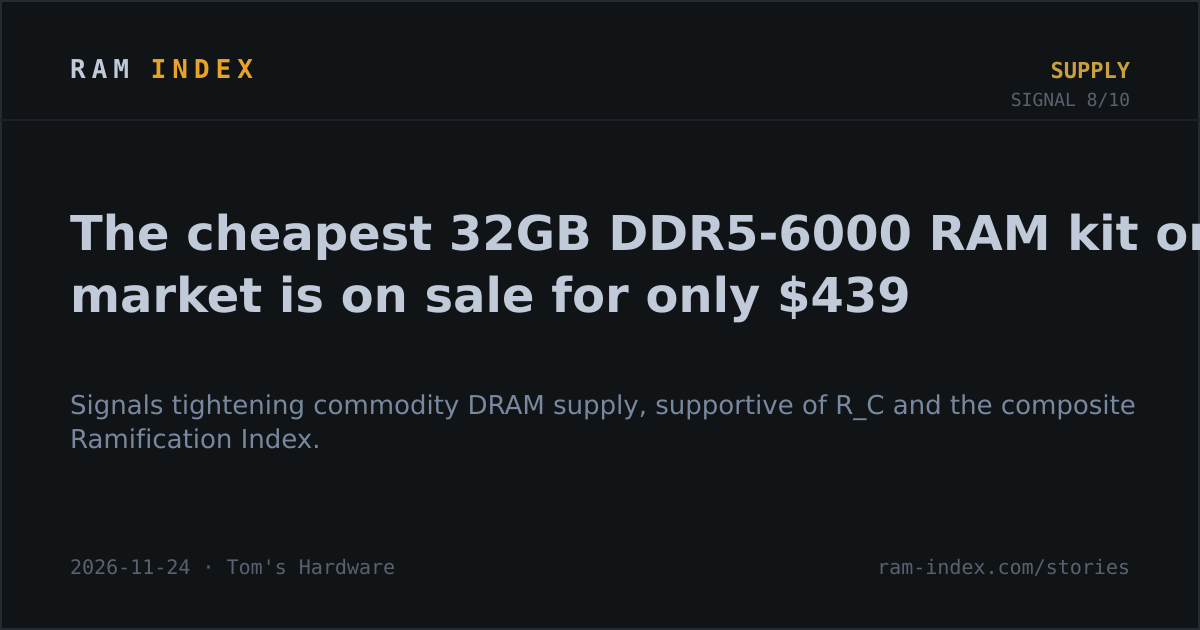 RAM INDEX
SUPPLY
SIGNAL 8/10
The cheapest 32GB DDR5-6000 RAM kit
market is on sale for only $439
Signals tightening commodity DRAM supply, supportive of R_C and the composite
Ramification Index.
2026-11-24 · Tom's Hardware
ram-index.com/stories